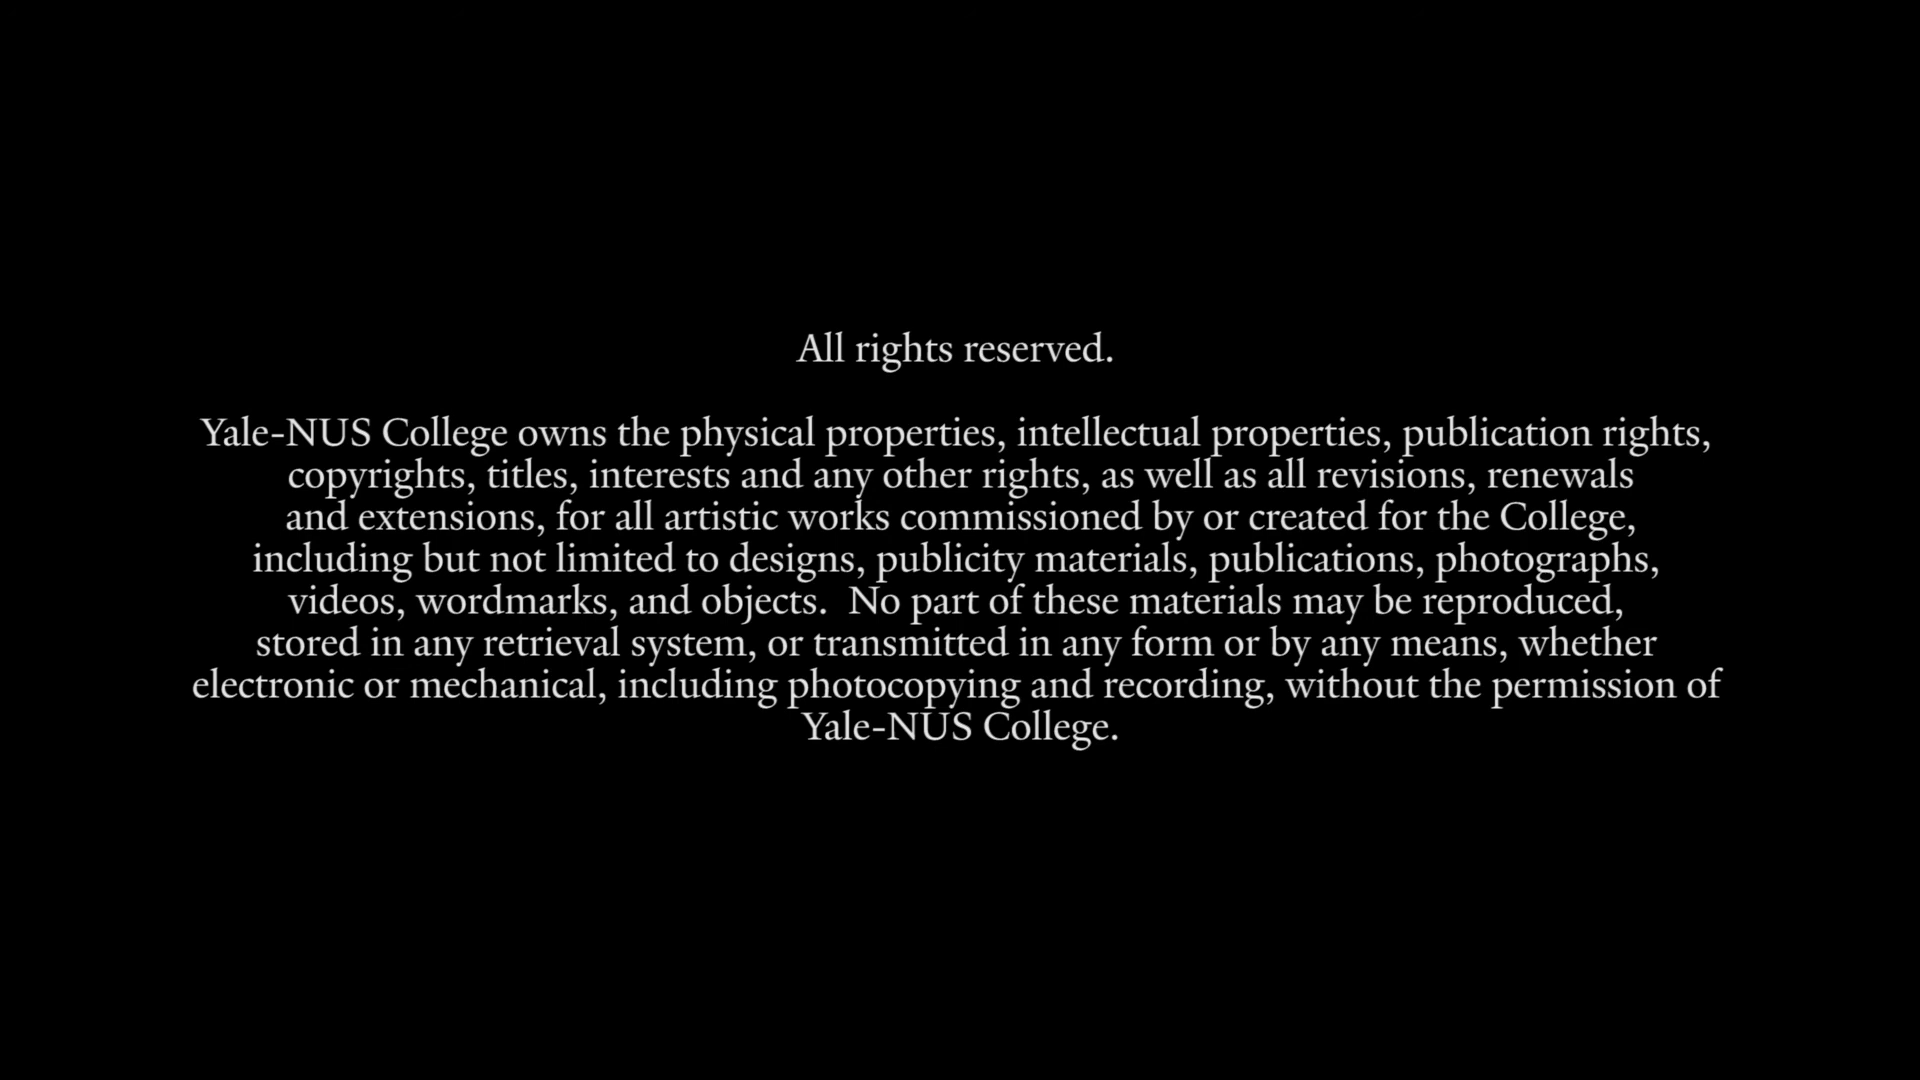 All rights reserved.
Yale-NUS College owns the physical properties, intellectual properties, publication rights,
copyrights, titles, interests and any other rights, as well as all revisions, renewals
and extensions, for all artistic works commissioned by or created for the College,
including but not limited to designs, publicity materials, publications, photographs,
videos, wordmarks, and objects.  No part of these materials may be reproduced,
stored in any retrieval system, or transmitted in any form or by any means, whether
electronic or mechanical, including photocopying and recording, without the permission of
Yale-NUS College.